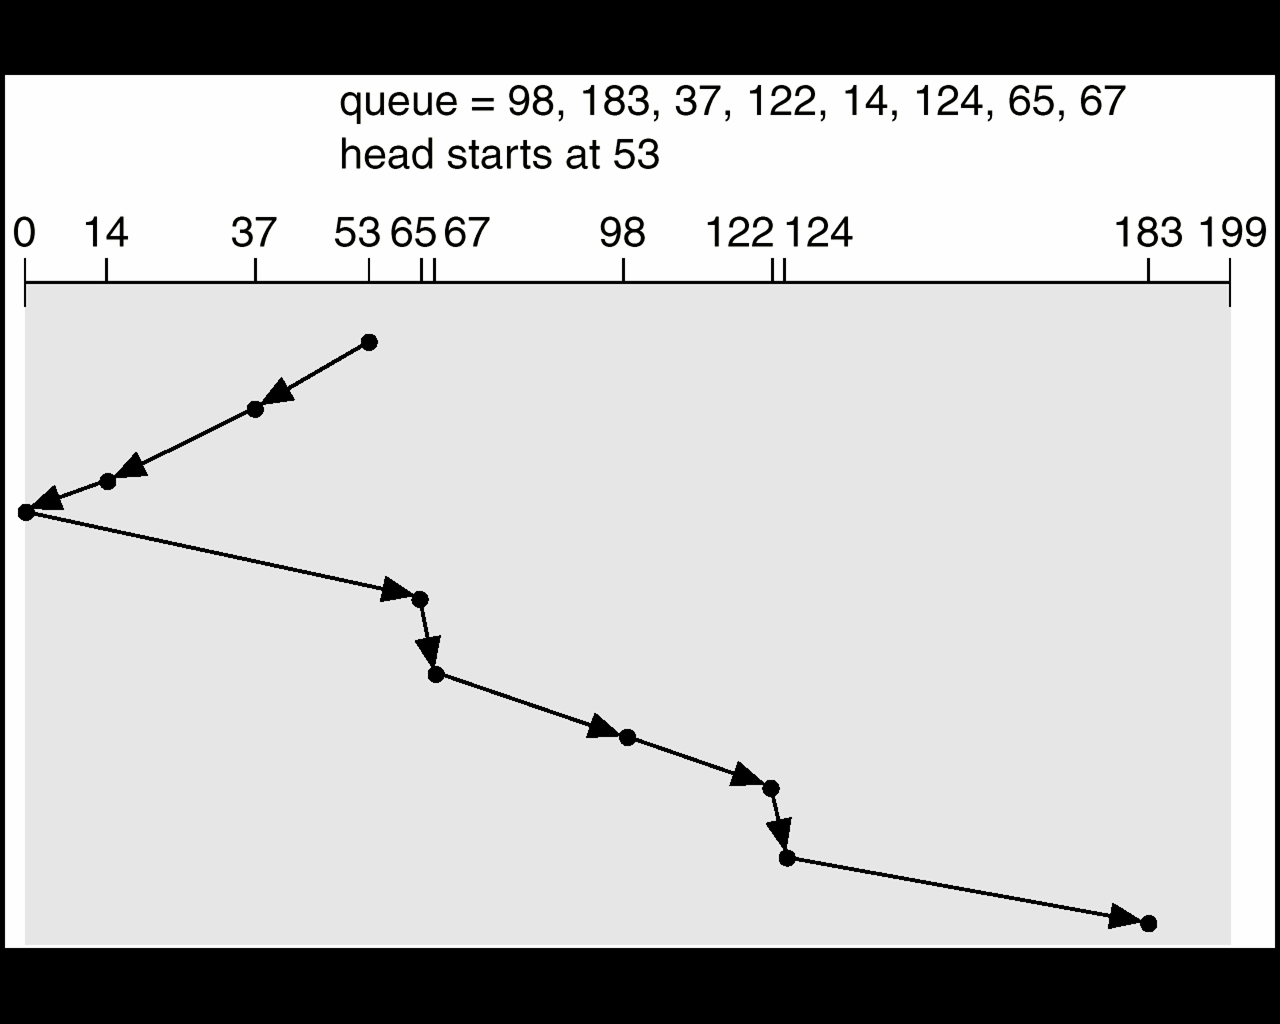 queue = 98, 183, 37, 122, 14, 124, 65, 67
head starts at 53
0 14 37 53 65 67 98 122 124 183 199